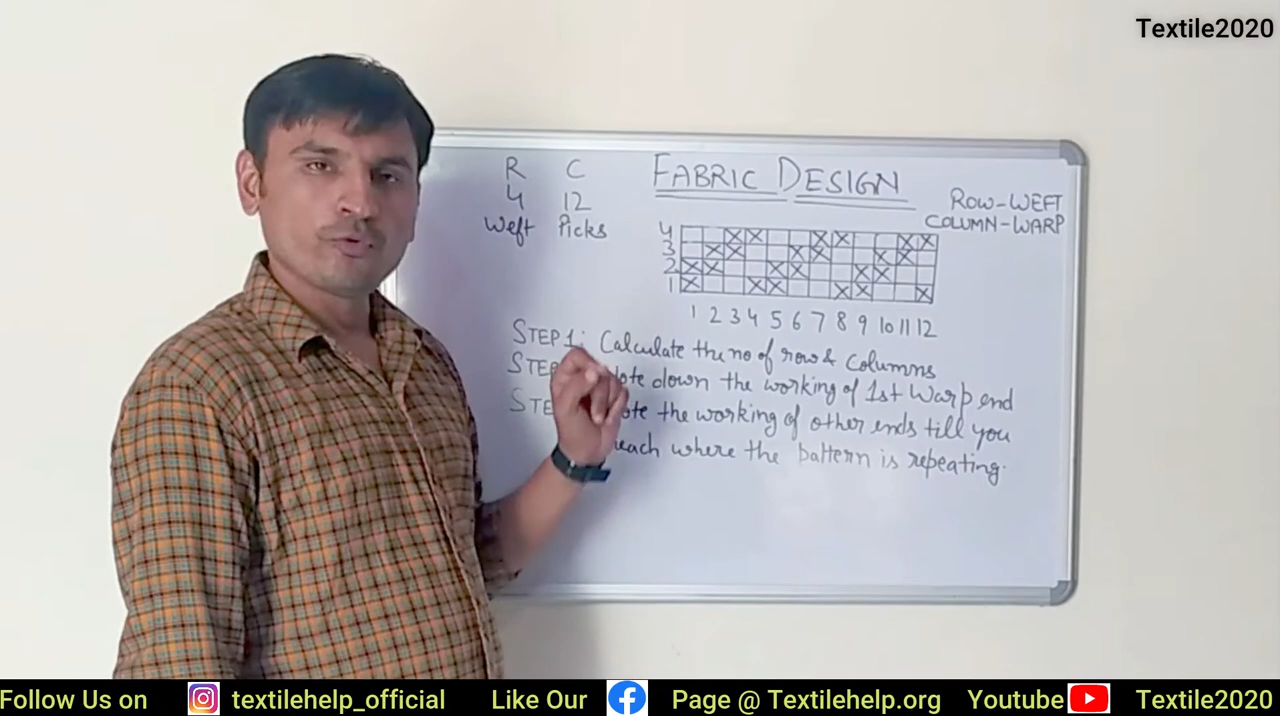 Textile2020
R C
4 12
Weft Picks
FABRIC DESIGN
ROW-WEFT
COLUMN-WARP
4
3
2
1
1 2 3 4 5 6 7 8 9 10 11 12
STEP 1: Calculate the no of row & columns
STEP down the working of 1st Warp end
the working of other ends till you
where the pattern is repeating.
Follow Us on textilehelp_official Like Our Page @ Textilehelp.org Youtube Textile2020